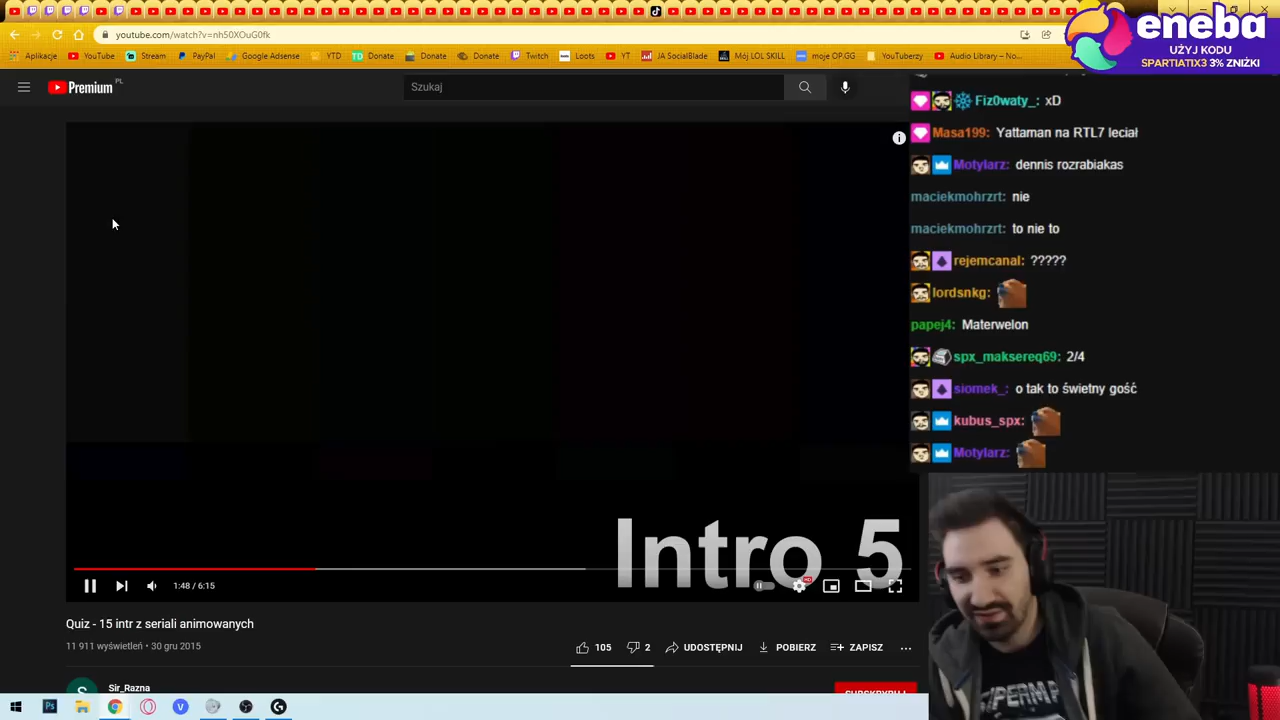 youtube.com/watch?v=nh50XOuG0fk
eneba
UŻYJ KODU
SPARTIATIX3 3% ZNIŻKI
Aplikacje YouTube Stream PayPal Google Adsense YTD Donate Donate Donate Twitch Loots YT JA SocialBlade Mój LOL SKILL moje OP.GG YouTuberzy Audio Library – No...
Premium PL
Szukaj
Fiz0waty_: xD
Masa199: Yattaman na RTL7 leciał
Motylarz: dennis rozrabiakas
maciekmohrzrt: nie
maciekmohrzrt: to nie to
rejemcanal: ?????
lordsnkg:
papej4: Materwelon
spx_maksereq69: 2/4
siomek_: o tak to świetny gość
kubus_spx:
Motylarz:
Intro 5
1:48 / 6:15
HD
Quiz - 15 intr z seriali animowanych
11 911 wyświetleń • 30 gru 2015
105 2 UDOSTĘPNIJ POBIERZ ZAPISZ
S Sir_Razna
SUBSKRYBUJ